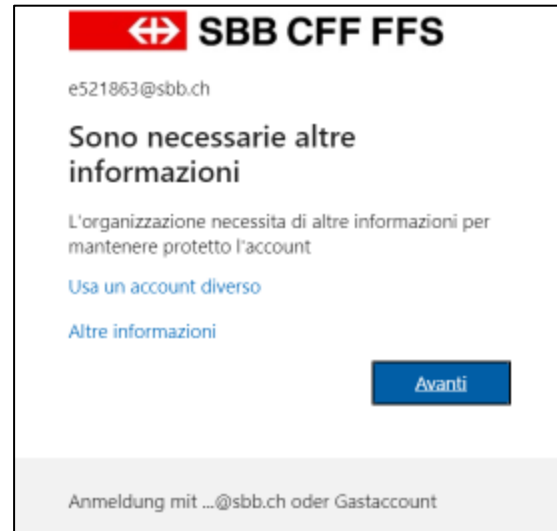 SBB CFF FFS
e521863@sbb.ch
Sono necessarie altre
informazioni
L'organizzazione necessita di altre informazioni per
mantenere protetto l'account
Usa un account diverso
Altre informazioni
Avanti
Anmeldung mit ...@sbb.ch oder Gastaccount